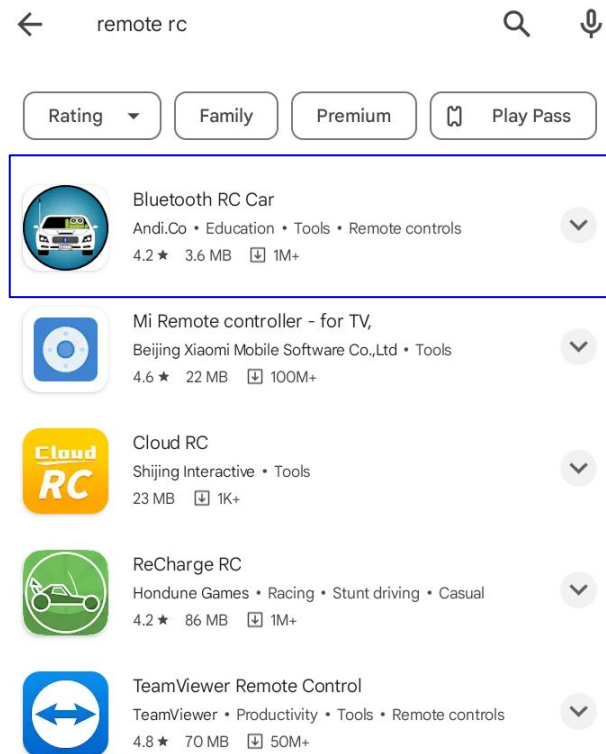 remote rc
Rating Family Premium Play Pass
Bluetooth RC Car
Andi.Co • Education • Tools • Remote controls
4.2★ 3.6 MB 1M+
Mi Remote controller - for TV,
Beijing Xiaomi Mobile Software Co.,Ltd • Tools
4.6★ 22 MB 100M+
Cloud RC
Cloud
RC
Shijing Interactive • Tools
23 MB 1K+
ReCharge RC
Hondune Games • Racing • Stunt driving • Casual
4.2★ 86 MB 1M+
TeamViewer Remote Control
TeamViewer • Productivity • Tools • Remote controls
4.8★ 70 MB 50M+